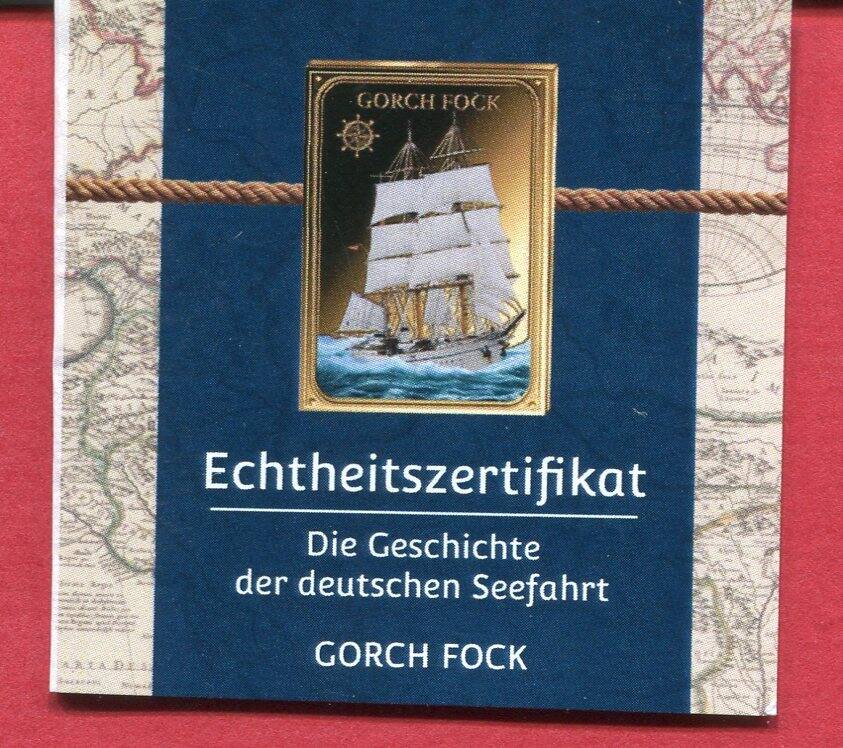 GORCH FOCK
Echtheitszertifikat
Die Geschichte
der deutschen Seefahrt
GORCH FOCK